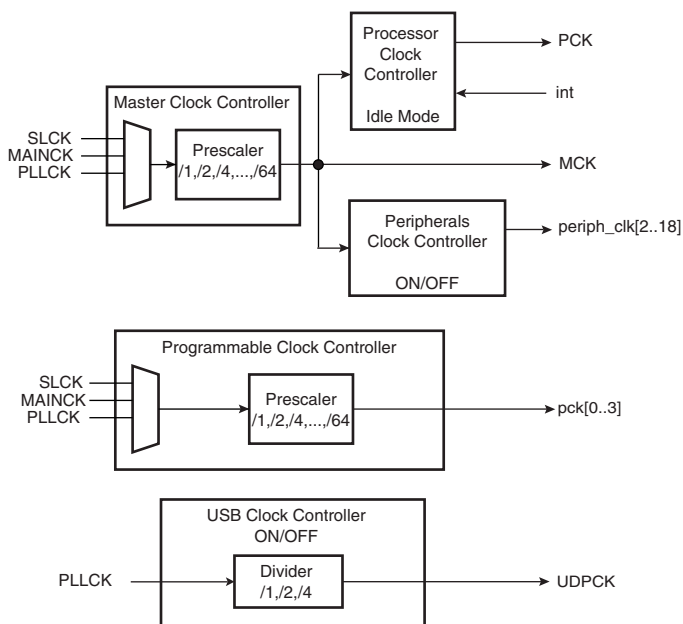 Processor
Clock
Controller
Idle Mode
PCK
int
Master Clock Controller
SLCK
MAINCK
PLLCK
Prescaler
/1,/2,/4,...,/64
MCK
Peripherals
Clock Controller
ON/OFF
periph_clk[2..18]
Programmable Clock Controller
SLCK
MAINCK
PLLCK
Prescaler
/1,/2,/4,...,/64
pck[0..3]
USB Clock Controller
ON/OFF
PLLCK
Divider
/1,/2,/4
UDPCK